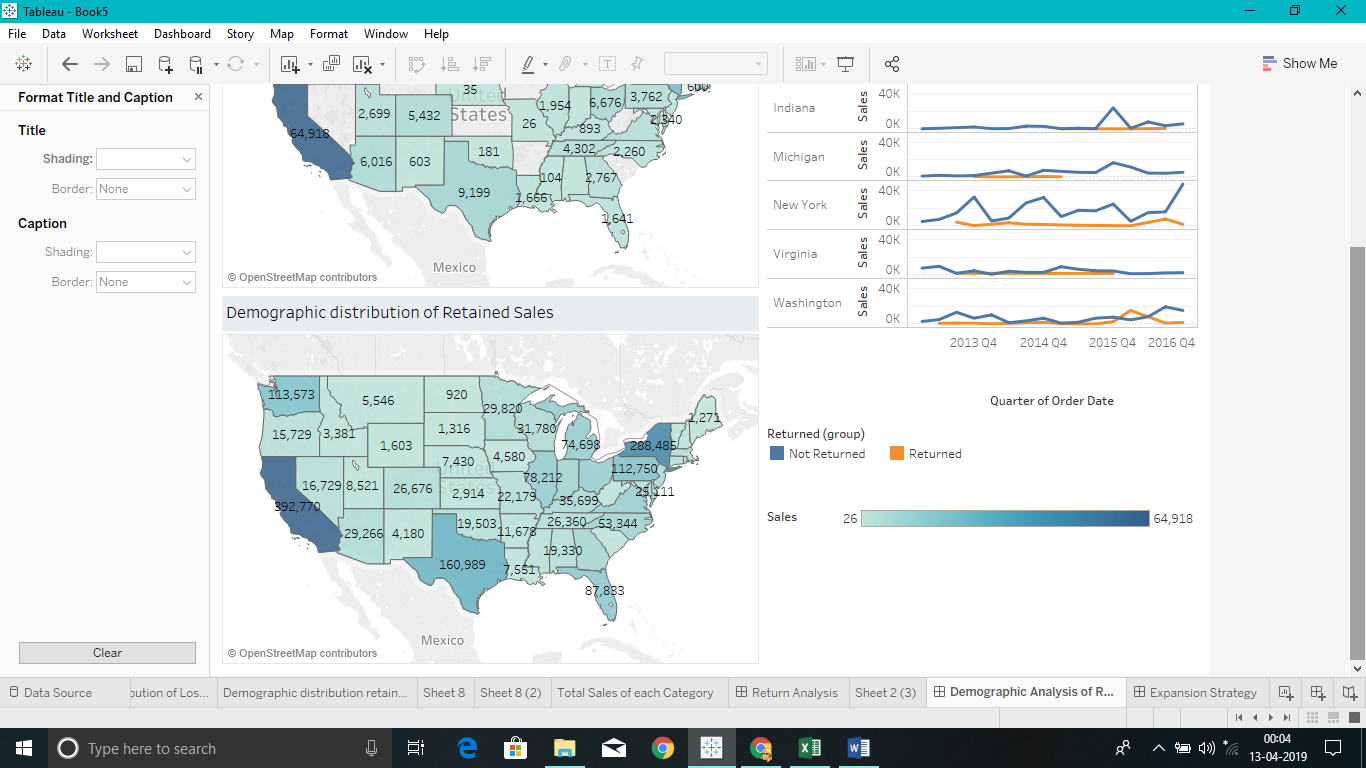 Tableau - Book5
File Data Worksheet Dashboard Story Map Format Window Help
Show Me
Format Title and Caption
Title
Shading:
Border: None
Caption
Shading:
Border: None
Clear
United States
35
1,954
6,676
3,762
2,699
5,432
26
893
2,340
64,918
4,302
2,260
6,016
603
181
9,199
104
2,767
1,666
1,641
Mexico
© OpenStreetMap contributors
Demographic distribution of Retained Sales
113,573
5,546
920
29,820
1,271
15,729
3,381
1,316
31,780
1,603
74,698
288,485
7,430
4,580
112,750
78,212
16,729
8,521
26,676
2,914
22,179
35,699
25,111
392,770
19,503
26,360
53,344
29,266
4,180
11,678
19,330
160,989
7,551
87,833
Mexico
© OpenStreetMap contributors
Indiana Sales 40K 0K
Michigan Sales 40K 0K
New York Sales 40K 0K
Virginia Sales 40K 0K
Washington Sales 40K 0K
2013 Q4 2014 Q4 2015 Q4 2016 Q4
Quarter of Order Date
Returned (group)
Not Returned Returned
Sales 26 64,918
Data Source
Demographic distribution retain...
Sheet 8
Sheet 8 (2)
Total Sales of each Category
Return Analysis
Sheet 2 (3)
Demographic Analysis of R...
Expansion Strategy
Type here to search
00:04
13-04-2019